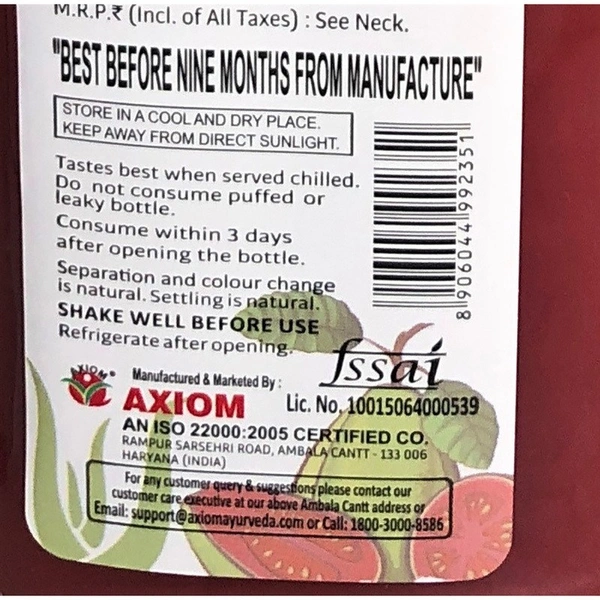 M.R.P.₹ (Incl. of All Taxes) : See Neck.
"BEST BEFORE NINE MONTHS FROM MANUFACTURE"
STORE IN A COOL AND DRY PLACE.
KEEP AWAY FROM DIRECT SUNLIGHT.
Tastes best when served chilled.
Do not consume puffed or
leaky bottle.
Consume within 3 days
after opening the bottle.
Separation and colour change
is natural. Settling is natural.
SHAKE WELL BEFORE USE
Refrigerate after opening.
8 906044 992351
fssai
Lic. No. 10015064000539
AXIOM®
Manufactured & Marketed By :
AXIOM
AN ISO 22000:2005 CERTIFIED CO.
RAMPUR SARSEHRI ROAD, AMBALA CANTT - 133 006
HARYANA (INDIA)
For any customer query & suggestions please contact our
customer care executive at our above Ambala Cantt address or
Email: support@axiomayurveda.com or Call: 1800-3000-8586